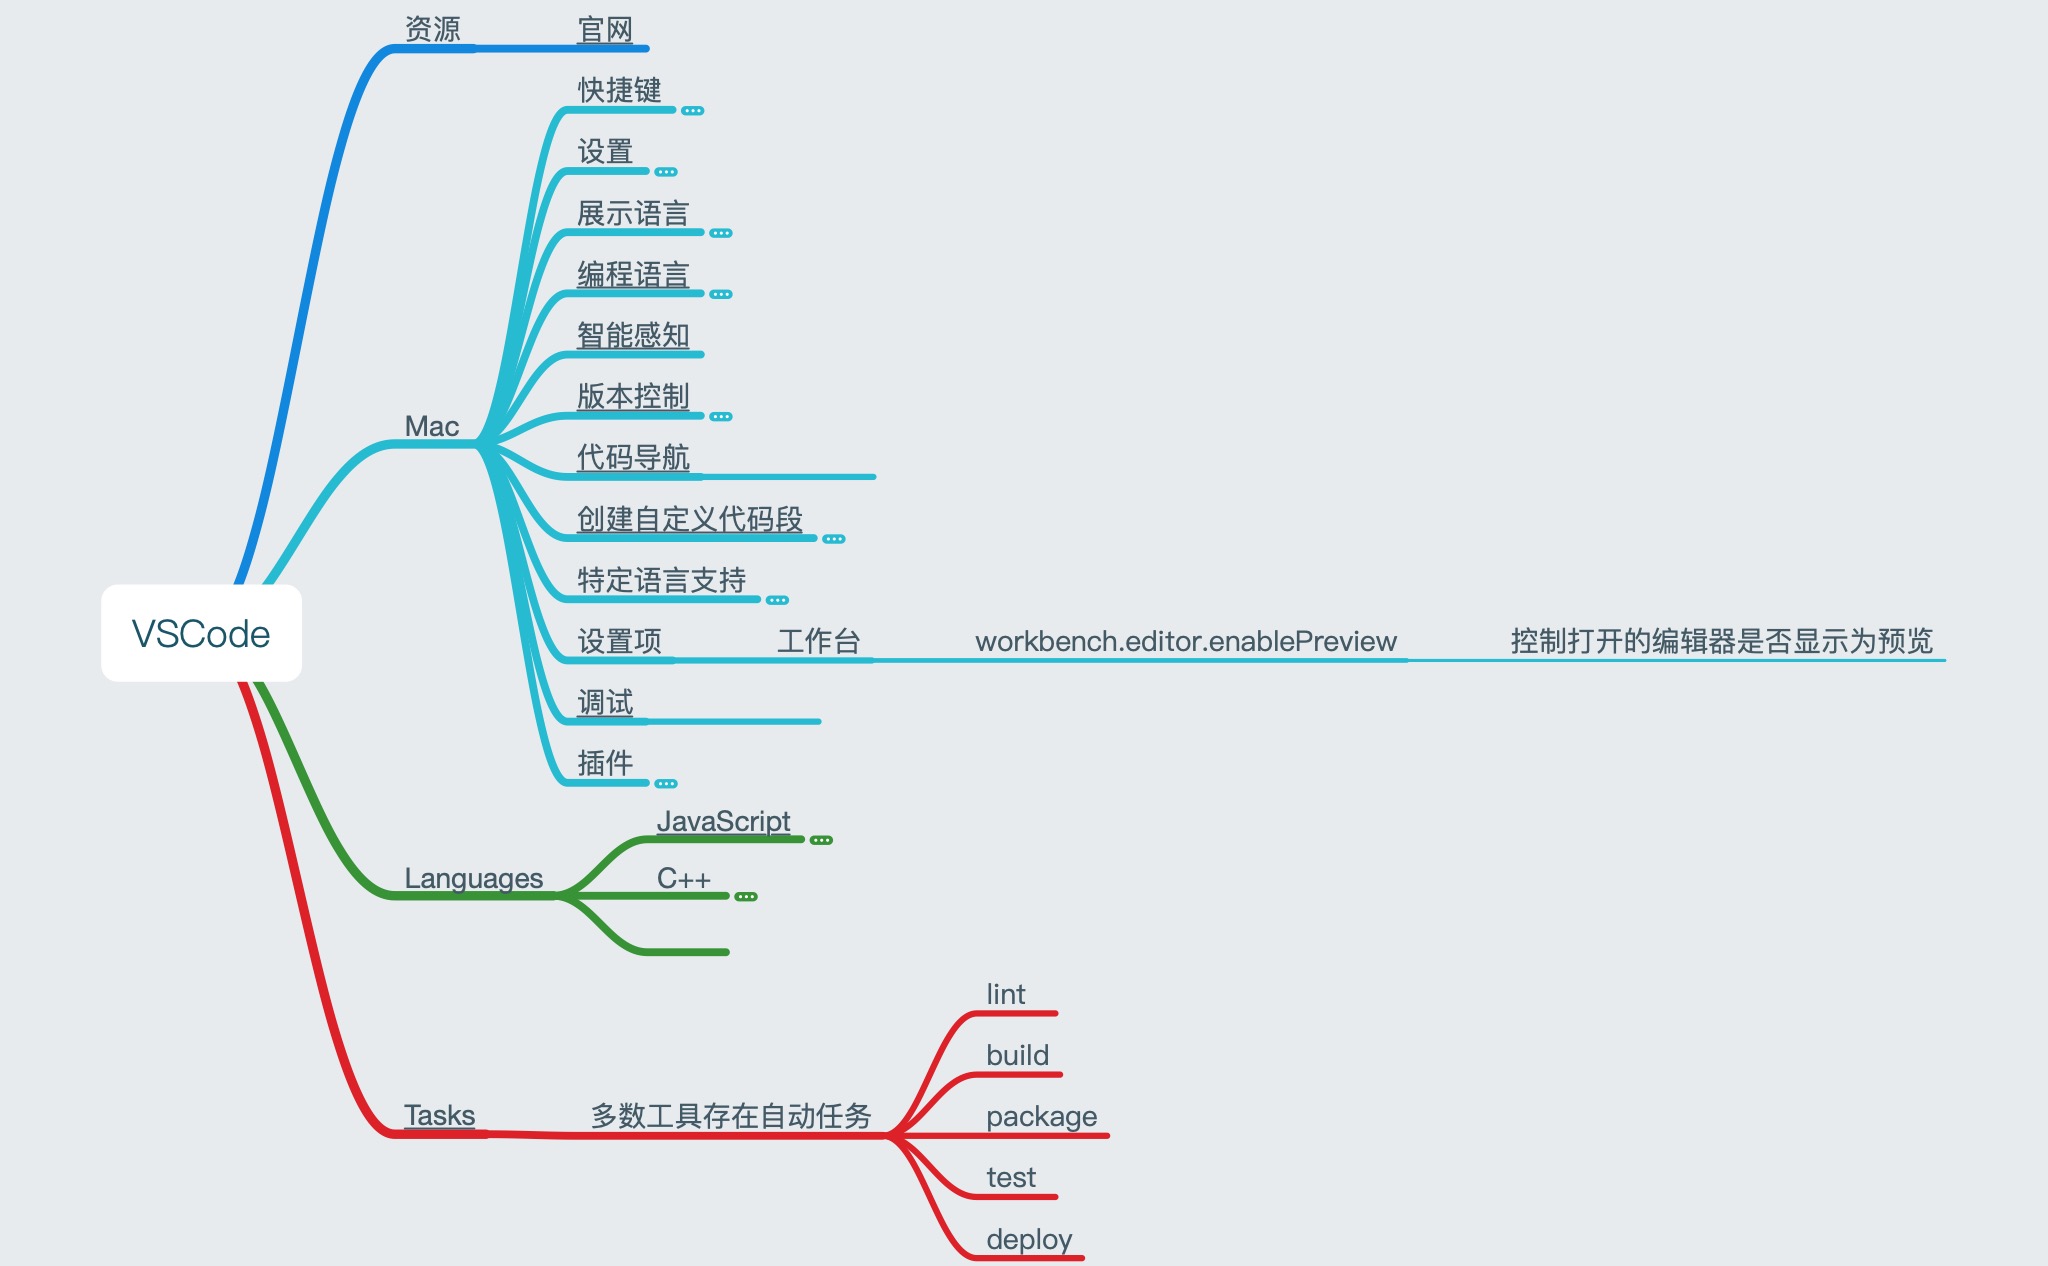 资源
官网
快捷键
设置
展示语言
编程语言
智能感知
版本控制
Mac
代码导航
创建自定义代码段
特定语言支持
设置项
工作台
workbench.editor.enablePreview
控制打开的编辑器是否显示为预览
VSCode
调试
插件
JavaScript
Languages
C++
lint
build
Tasks
多数工具存在自动任务
package
test
deploy